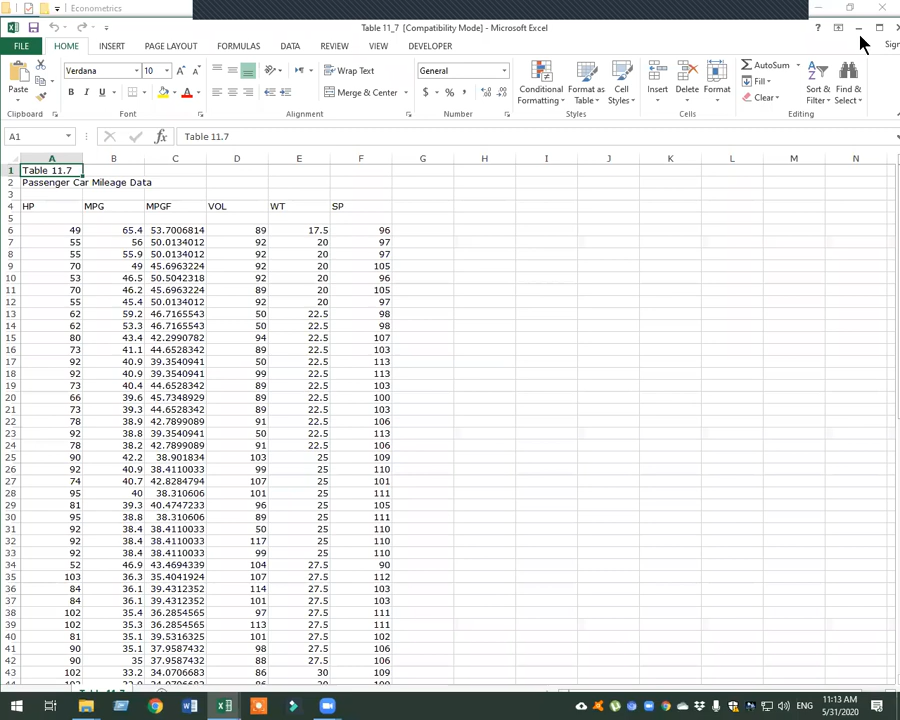 Econometrics
Table 11_7 [Compatibility Mode] - Microsoft Excel
FILE HOME INSERT PAGE LAYOUT FORMULAS DATA REVIEW VIEW DEVELOPER Sign
Paste Verdana 10 Wrap Text General Conditional Formatting Format as Table Cell Styles Insert Delete Format AutoSum Sort & Filter Find & Select
B I U Merge & Center $ % Fill Clear
Clipboard Font Alignment Number Styles Cells Editing
A1 fx Table 11.7
A B C D E F G H I J K L M N
1 Table 11.7
2 Passenger Car Mileage Data
3
4 HP MPG MPGF VOL WT SP
5
6 49 65.4 53.7006814 89 17.5 96
7 55 56 50.0134012 92 20 97
8 55 55.9 50.0134012 92 20 97
9 70 49 45.6963224 92 20 105
10 53 46.5 50.5042318 92 20 96
11 70 46.2 45.6963224 89 20 105
12 55 45.4 50.0134012 92 20 97
13 62 59.2 46.7165543 50 22.5 98
14 62 53.3 46.7165543 50 22.5 98
15 80 43.4 42.2990782 94 22.5 107
16 73 41.1 44.6528342 89 22.5 103
17 92 40.9 39.3540941 50 22.5 113
18 92 40.9 39.3540941 99 22.5 113
19 73 40.4 44.6528342 89 22.5 103
20 66 39.6 45.7348929 89 22.5 100
21 73 39.3 44.6528342 89 22.5 103
22 78 38.9 42.7899089 91 22.5 106
23 92 38.8 39.3540941 50 22.5 113
24 78 38.2 42.7899089 91 22.5 106
25 90 42.2 38.901834 103 25 109
26 92 40.9 38.4110033 99 25 110
27 74 40.7 42.8284794 107 25 101
28 95 40 38.310606 101 25 111
29 81 39.3 40.4747233 96 25 105
30 95 38.8 38.310606 89 25 111
31 92 38.4 38.4110033 50 25 110
32 92 38.4 38.4110033 117 25 110
33 92 38.4 38.4110033 99 25 110
34 52 46.9 43.4694339 104 27.5 90
35 103 36.3 35.4041924 107 27.5 112
36 84 36.1 39.4312352 114 27.5 103
37 84 36.1 39.4312352 101 27.5 103
38 102 35.4 36.2854565 97 27.5 111
39 102 35.3 36.2854565 113 27.5 111
40 81 35.1 39.5316325 101 27.5 102
41 90 35.1 37.9587432 98 27.5 106
42 90 35 37.9587432 88 27.5 106
43 102 33.2 34.0706683 86 30 109
ENG 11:13 AM
5/31/2020